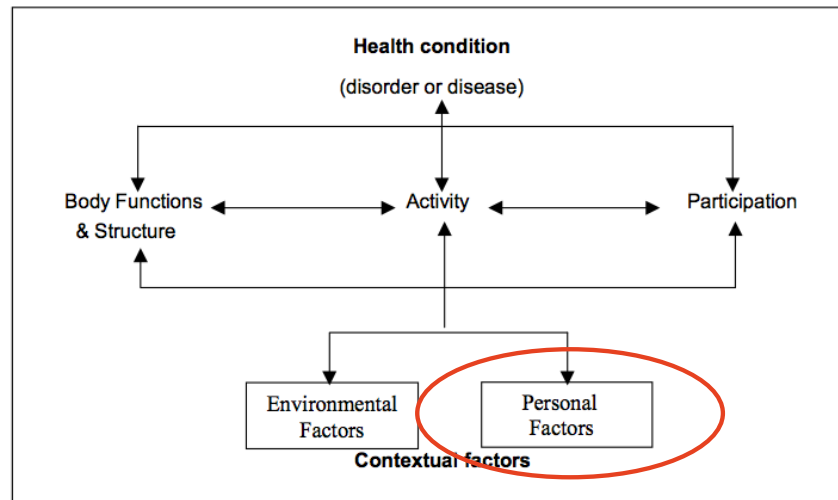 Health condition
(disorder or disease)
Body Functions
& Structure
Activity
Participation
Environmental
Factors
Personal
Factors
Contextual factors